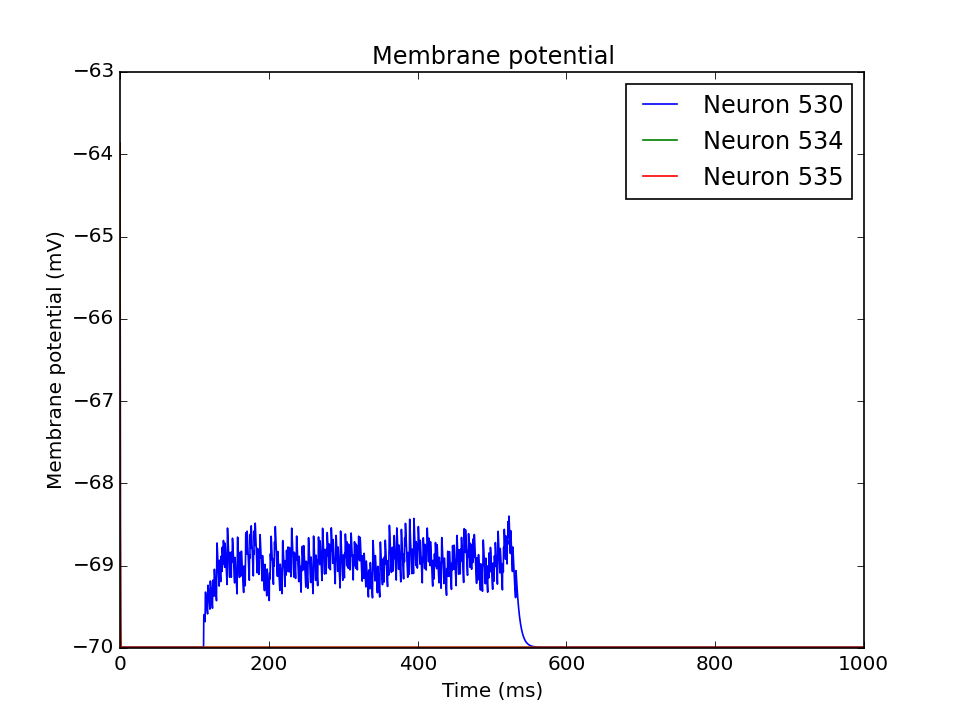 Membrane potential
−63
−64
−65
−66
−67
−68
−69
−70
Membrane potential (mV)
Neuron 530
Neuron 534
Neuron 535
0 200 400 600 800 1000
Time (ms)